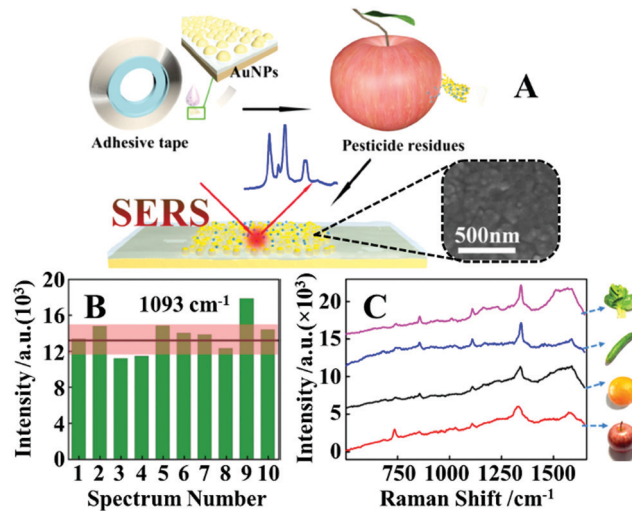 AuNPs
A
Adhesive tape
Pesticide residues
SERS
500nm
B
1093 cm-1
Intensity /a.u.(10³)
20
16
12
8
4
0
1 2 3 4 5 6 7 8 9 10
Spectrum Number
C
Intensity /a.u.(×10³)
20
15
10
5
0
750 1000 1250 1500
Raman Shift /cm-1